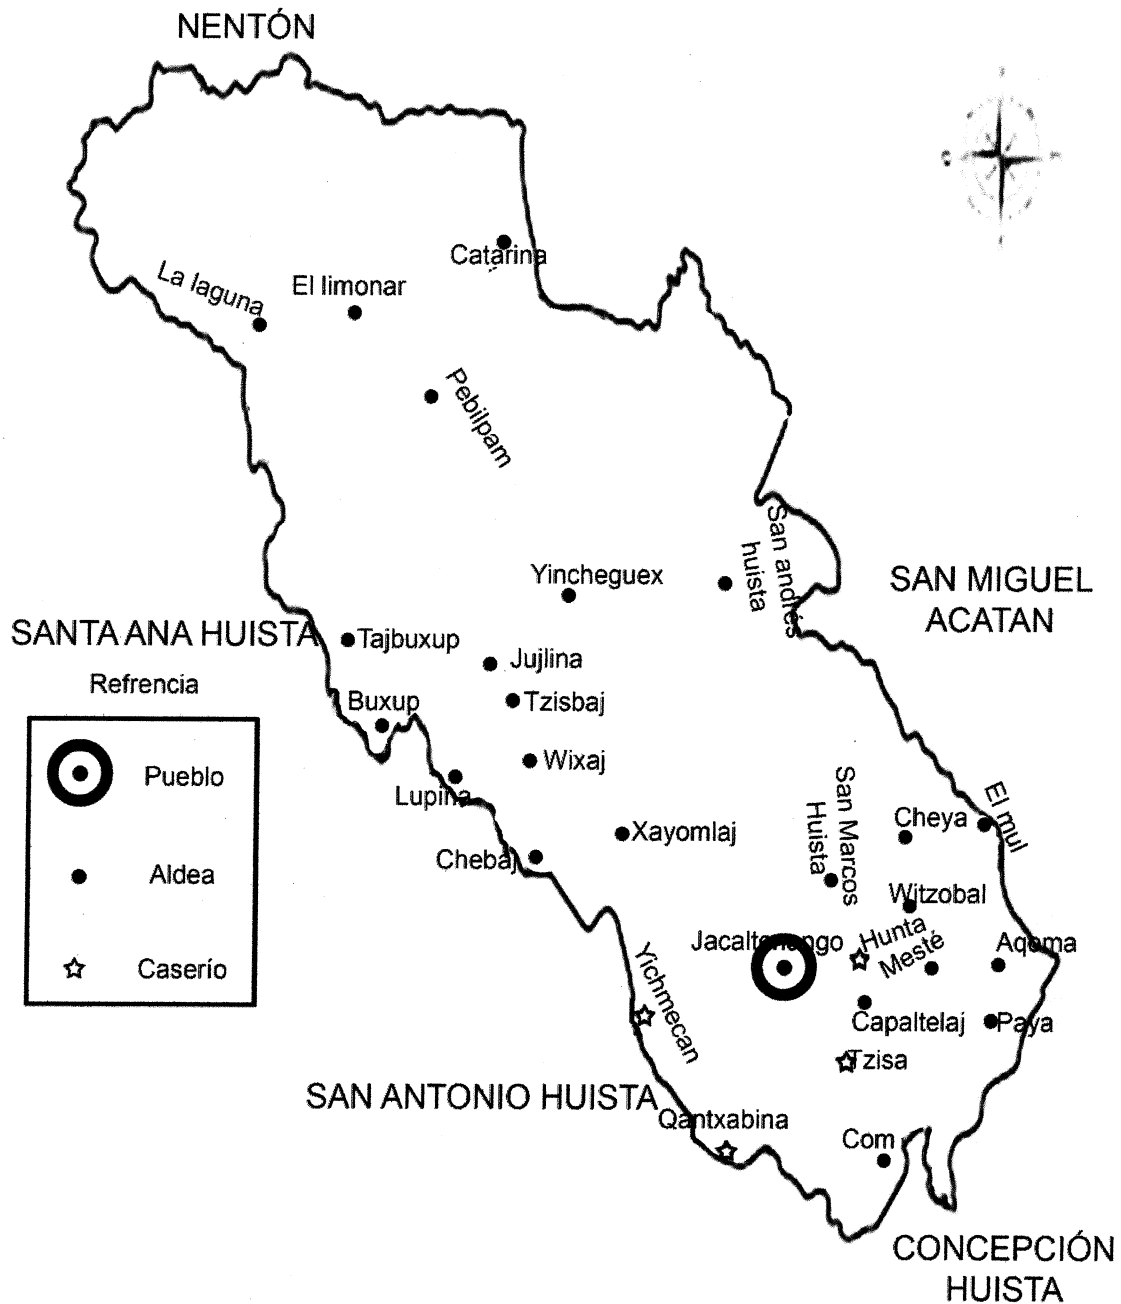 NENTÓN
Catarina
La laguna
El limonar
Pebilpam
San andrés
huista
Yincheguex
SAN MIGUEL
ACATAN
SANTA ANA HUISTA
Tajbuxup
Jujlina
Refrencia
Buxup
Tzisbaj
Wixaj
Pueblo
Lupina
San Marcos
Huista
El mul
Cheya
Xayomlaj
Chebaj
Aldea
Witzobal
Jacaltenango
Hunta
Mesté
Aqoma
Caserío
Yichmecan
Capaltelaj
Paya
Tzisa
SAN ANTONIO HUISTA
Qantxabina
Com
CONCEPCIÓN
HUISTA